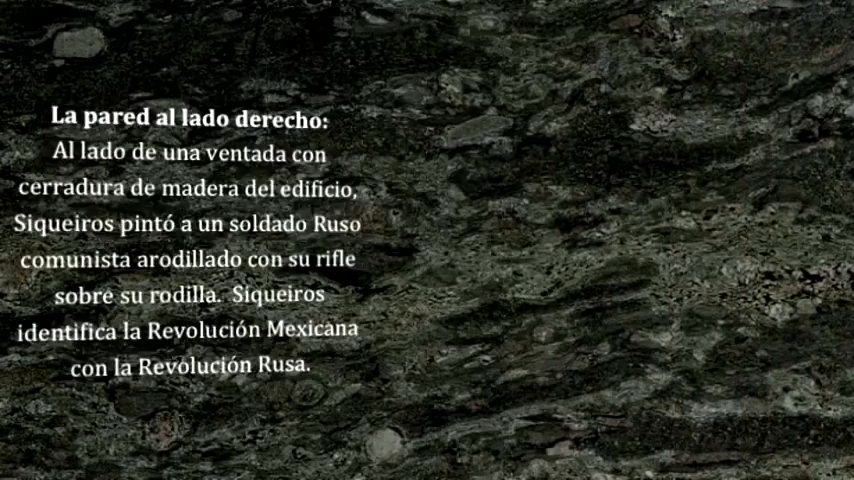 La pared al lado derecho:
Al lado de una ventada con
cerradura de madera del edificio,
Siqueiros pintó a un soldado Ruso
comunista arodillado con su rifle
sobre su rodilla. Siqueiros
identifica la Revolución Mexicana
con la Revolución Rusa.